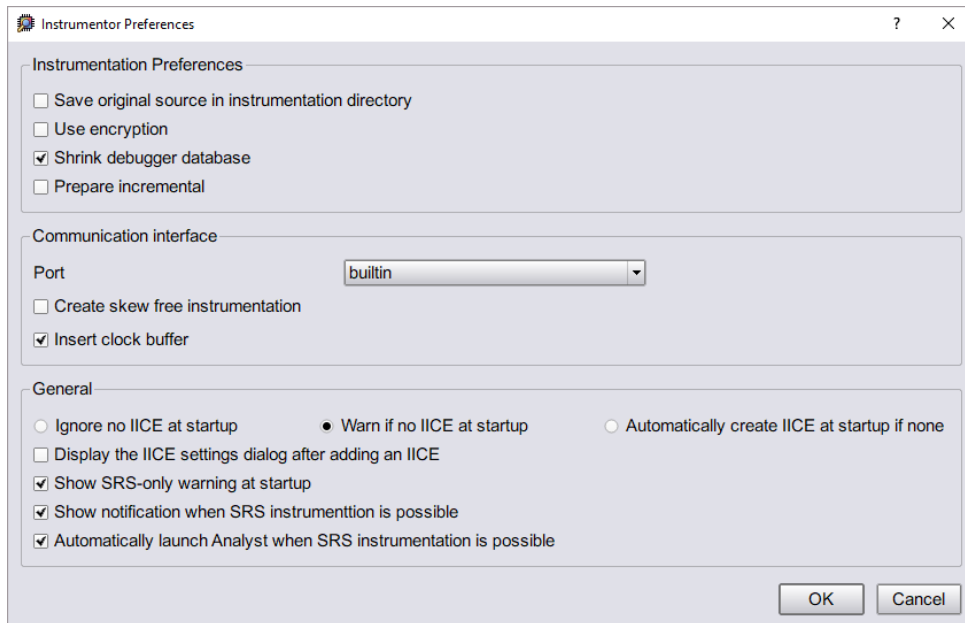 Instrumentor Preferences ?
Instrumentation Preferences
Save original source in instrumentation directory
Use encryption
Shrink debugger database
Prepare incremental
Communication interface
Port builtin
Create skew free instrumentation
Insert clock buffer
General
Ignore no IICE at startup Warn if no IICE at startup Automatically create IICE at startup if none
Display the IICE settings dialog after adding an IICE
Show SRS-only warning at startup
Show notification when SRS instrumenttion is possible
Automatically launch Analyst when SRS instrumentation is possible
OK Cancel